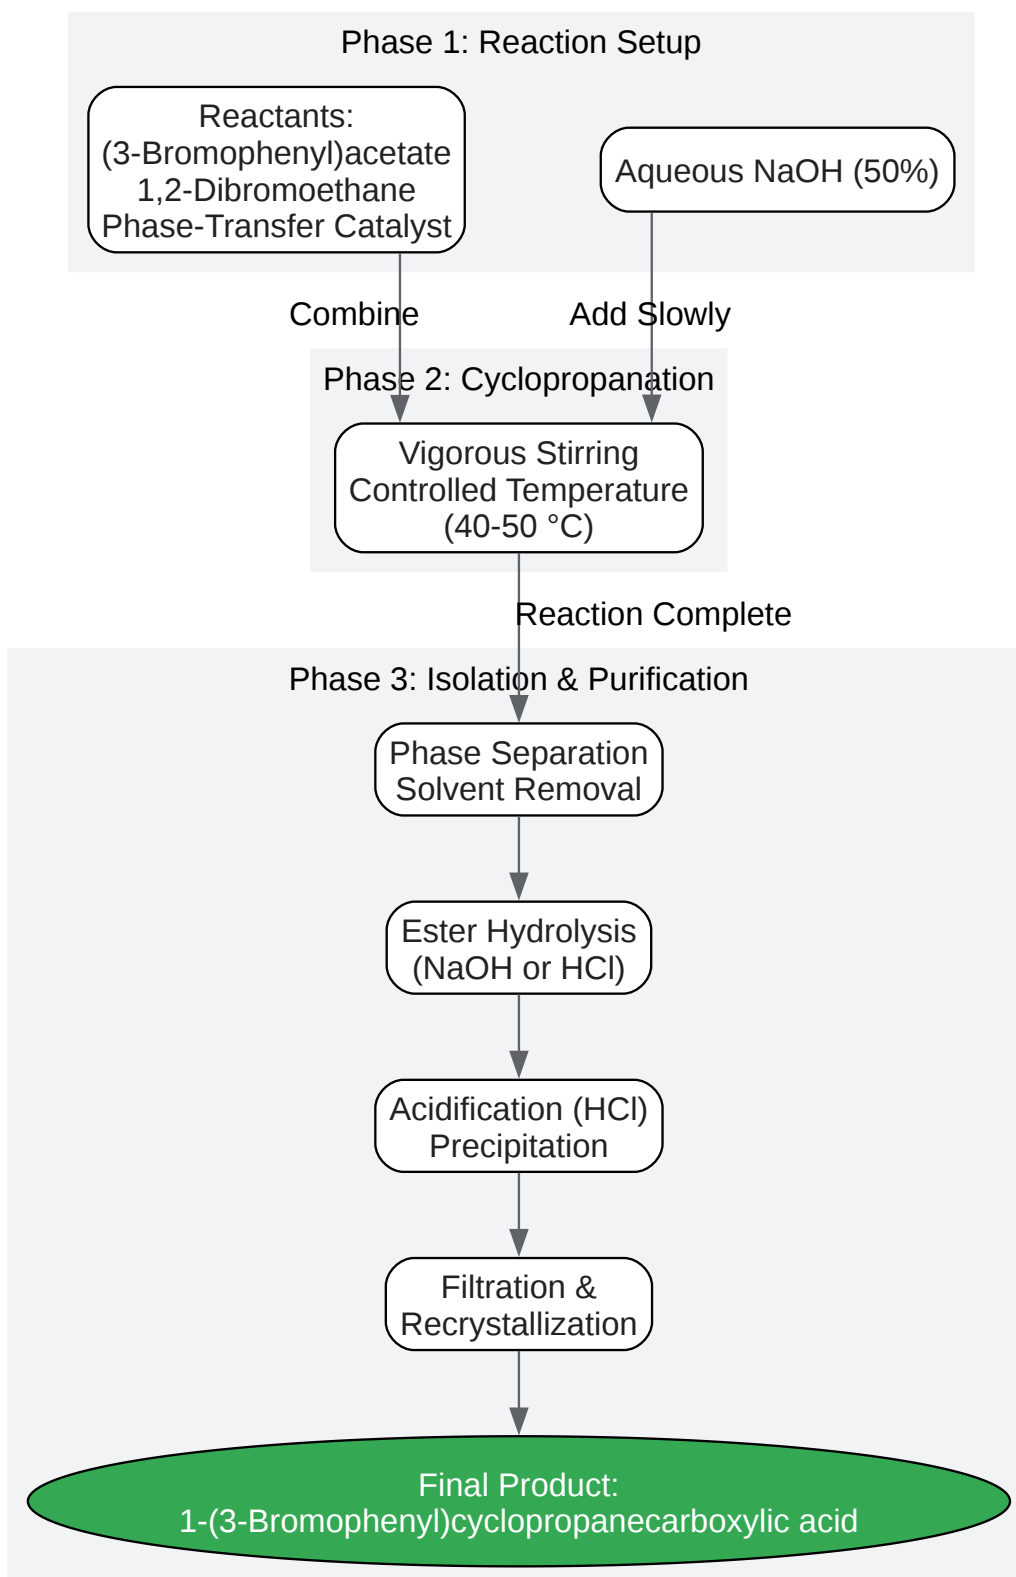 Phase 1: Reaction Setup
Reactants:
(3-Bromophenyl)acetate
1,2-Dibromoethane
Phase-Transfer Catalyst
Aqueous NaOH (50%)
Combine
Add Slowly
Phase 2: Cyclopropanation
Vigorous Stirring
Controlled Temperature
(40-50 °C)
Reaction Complete
Phase 3: Isolation & Purification
Phase Separation
Solvent Removal
Ester Hydrolysis
(NaOH or HCl)
Acidification (HCl)
Precipitation
Filtration &
Recrystallization
Final Product:
1-(3-Bromophenyl)cyclopropanecarboxylic acid